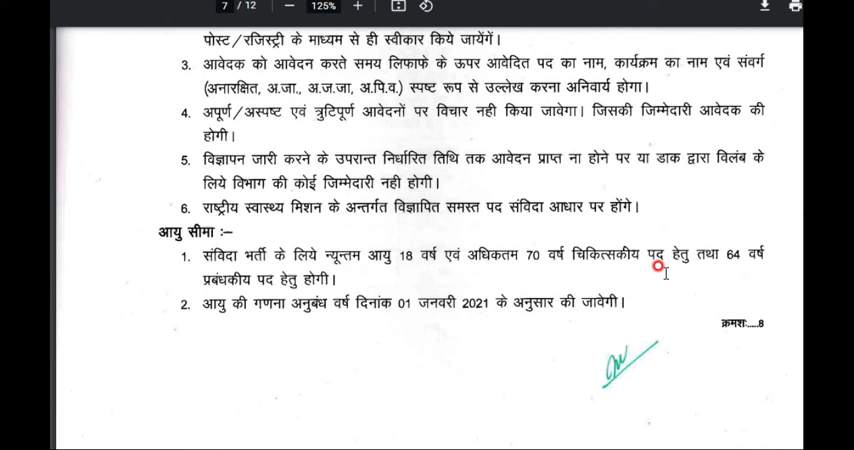 7 / 12 — 125% +
पोस्ट/रजिस्ट्री के माध्यम से ही स्वीकार किये जायेंगें।
3. आवेदक को आवेदन करते समय लिफाफे के ऊपर आवेदित पद का नाम, कार्यक्रम का नाम एवं संवर्ग
(अनारक्षित, अ.जा., अ.ज.जा, अ.पि.व.) स्पष्ट रूप से उल्लेख करना अनिवार्य होगा।
4. अपूर्ण/अस्पष्ट एवं त्रुटिपूर्ण आवेदनों पर विचार नही किया जावेगा। जिसकी जिम्मेदारी आवेदक की
होगी।
5. विज्ञापन जारी करने के उपरान्त निर्धारित तिथि तक आवेदन प्राप्त ना होने पर या डाक द्वारा विलंब के
लिये विभाग की कोई जिम्मेदारी नही होगी।
6. राष्ट्रीय स्वास्थ्य मिशन के अन्तर्गत विज्ञापित समस्त पद संविदा आधार पर होंगे।
आयु सीमा :–
1. संविदा भर्ती के लिये न्यूनतम आयु 18 वर्ष एवं अधिकतम 70 वर्ष चिकित्सकीय पद हेतु तथा 64 वर्ष
प्रबंधकीय पद हेतु होगी।
2. आयु की गणना अनुबंध वर्ष दिनांक 01 जनवरी 2021 के अनुसार की जावेगी।
क्रमशः.....8